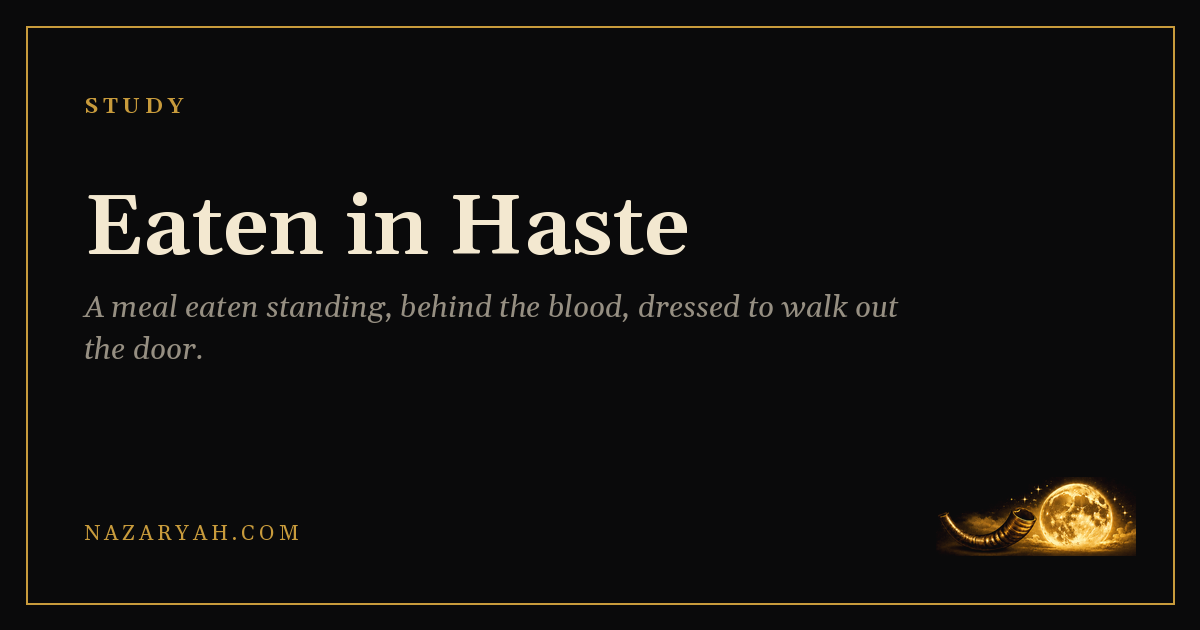 STUDY
Eaten in Haste
A meal eaten standing, behind the blood, dressed to walk out
the door.
NAZARYAH.COM